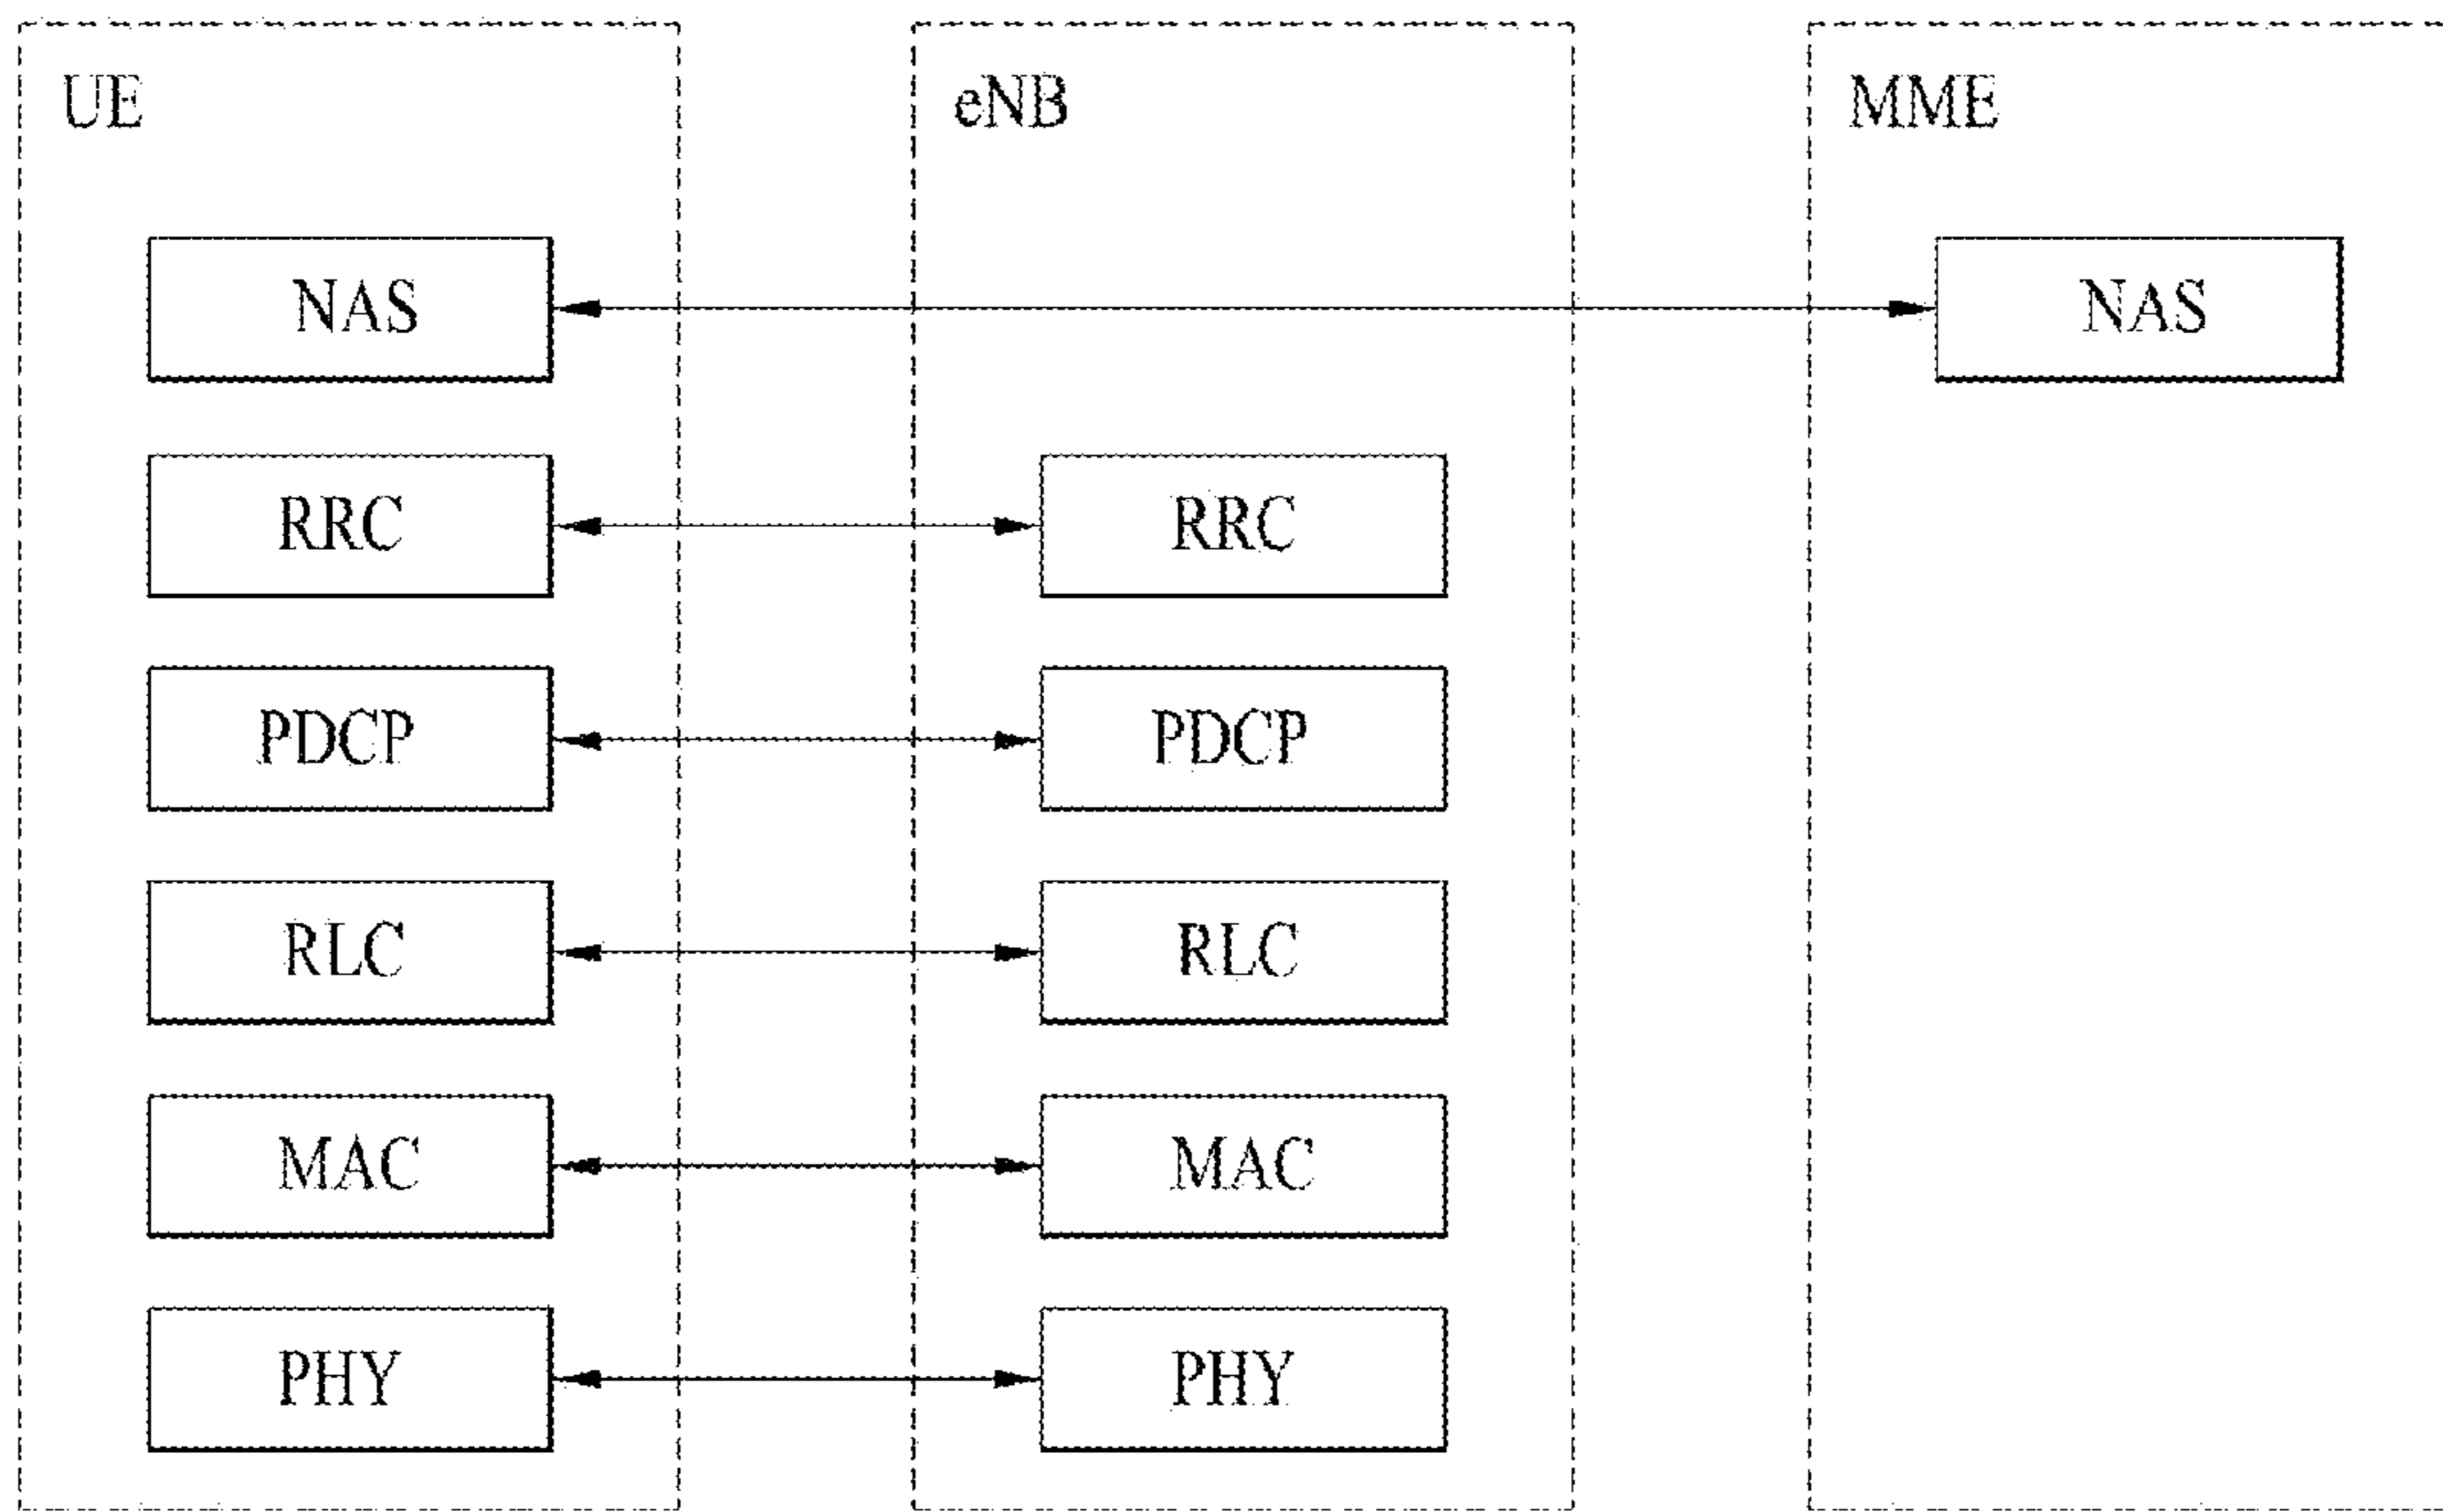 UE eNB MME
NAS NAS
RRC RRC
PDCP PDCP
RLC RLC
MAC MAC
PHY PHY